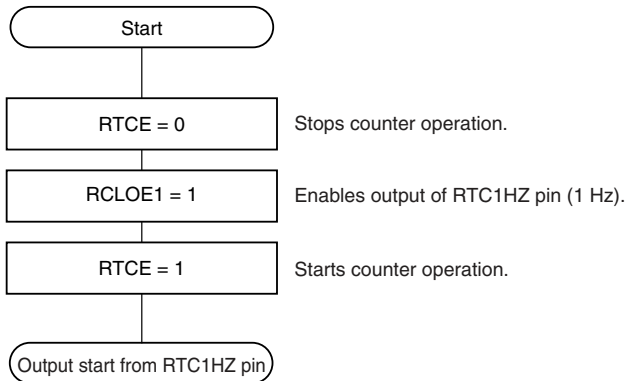 Start
RTCE = 0
Stops counter operation.
RCLOE1 = 1
Enables output of RTC1HZ pin (1 Hz).
RTCE = 1
Starts counter operation.
Output start from RTC1HZ pin